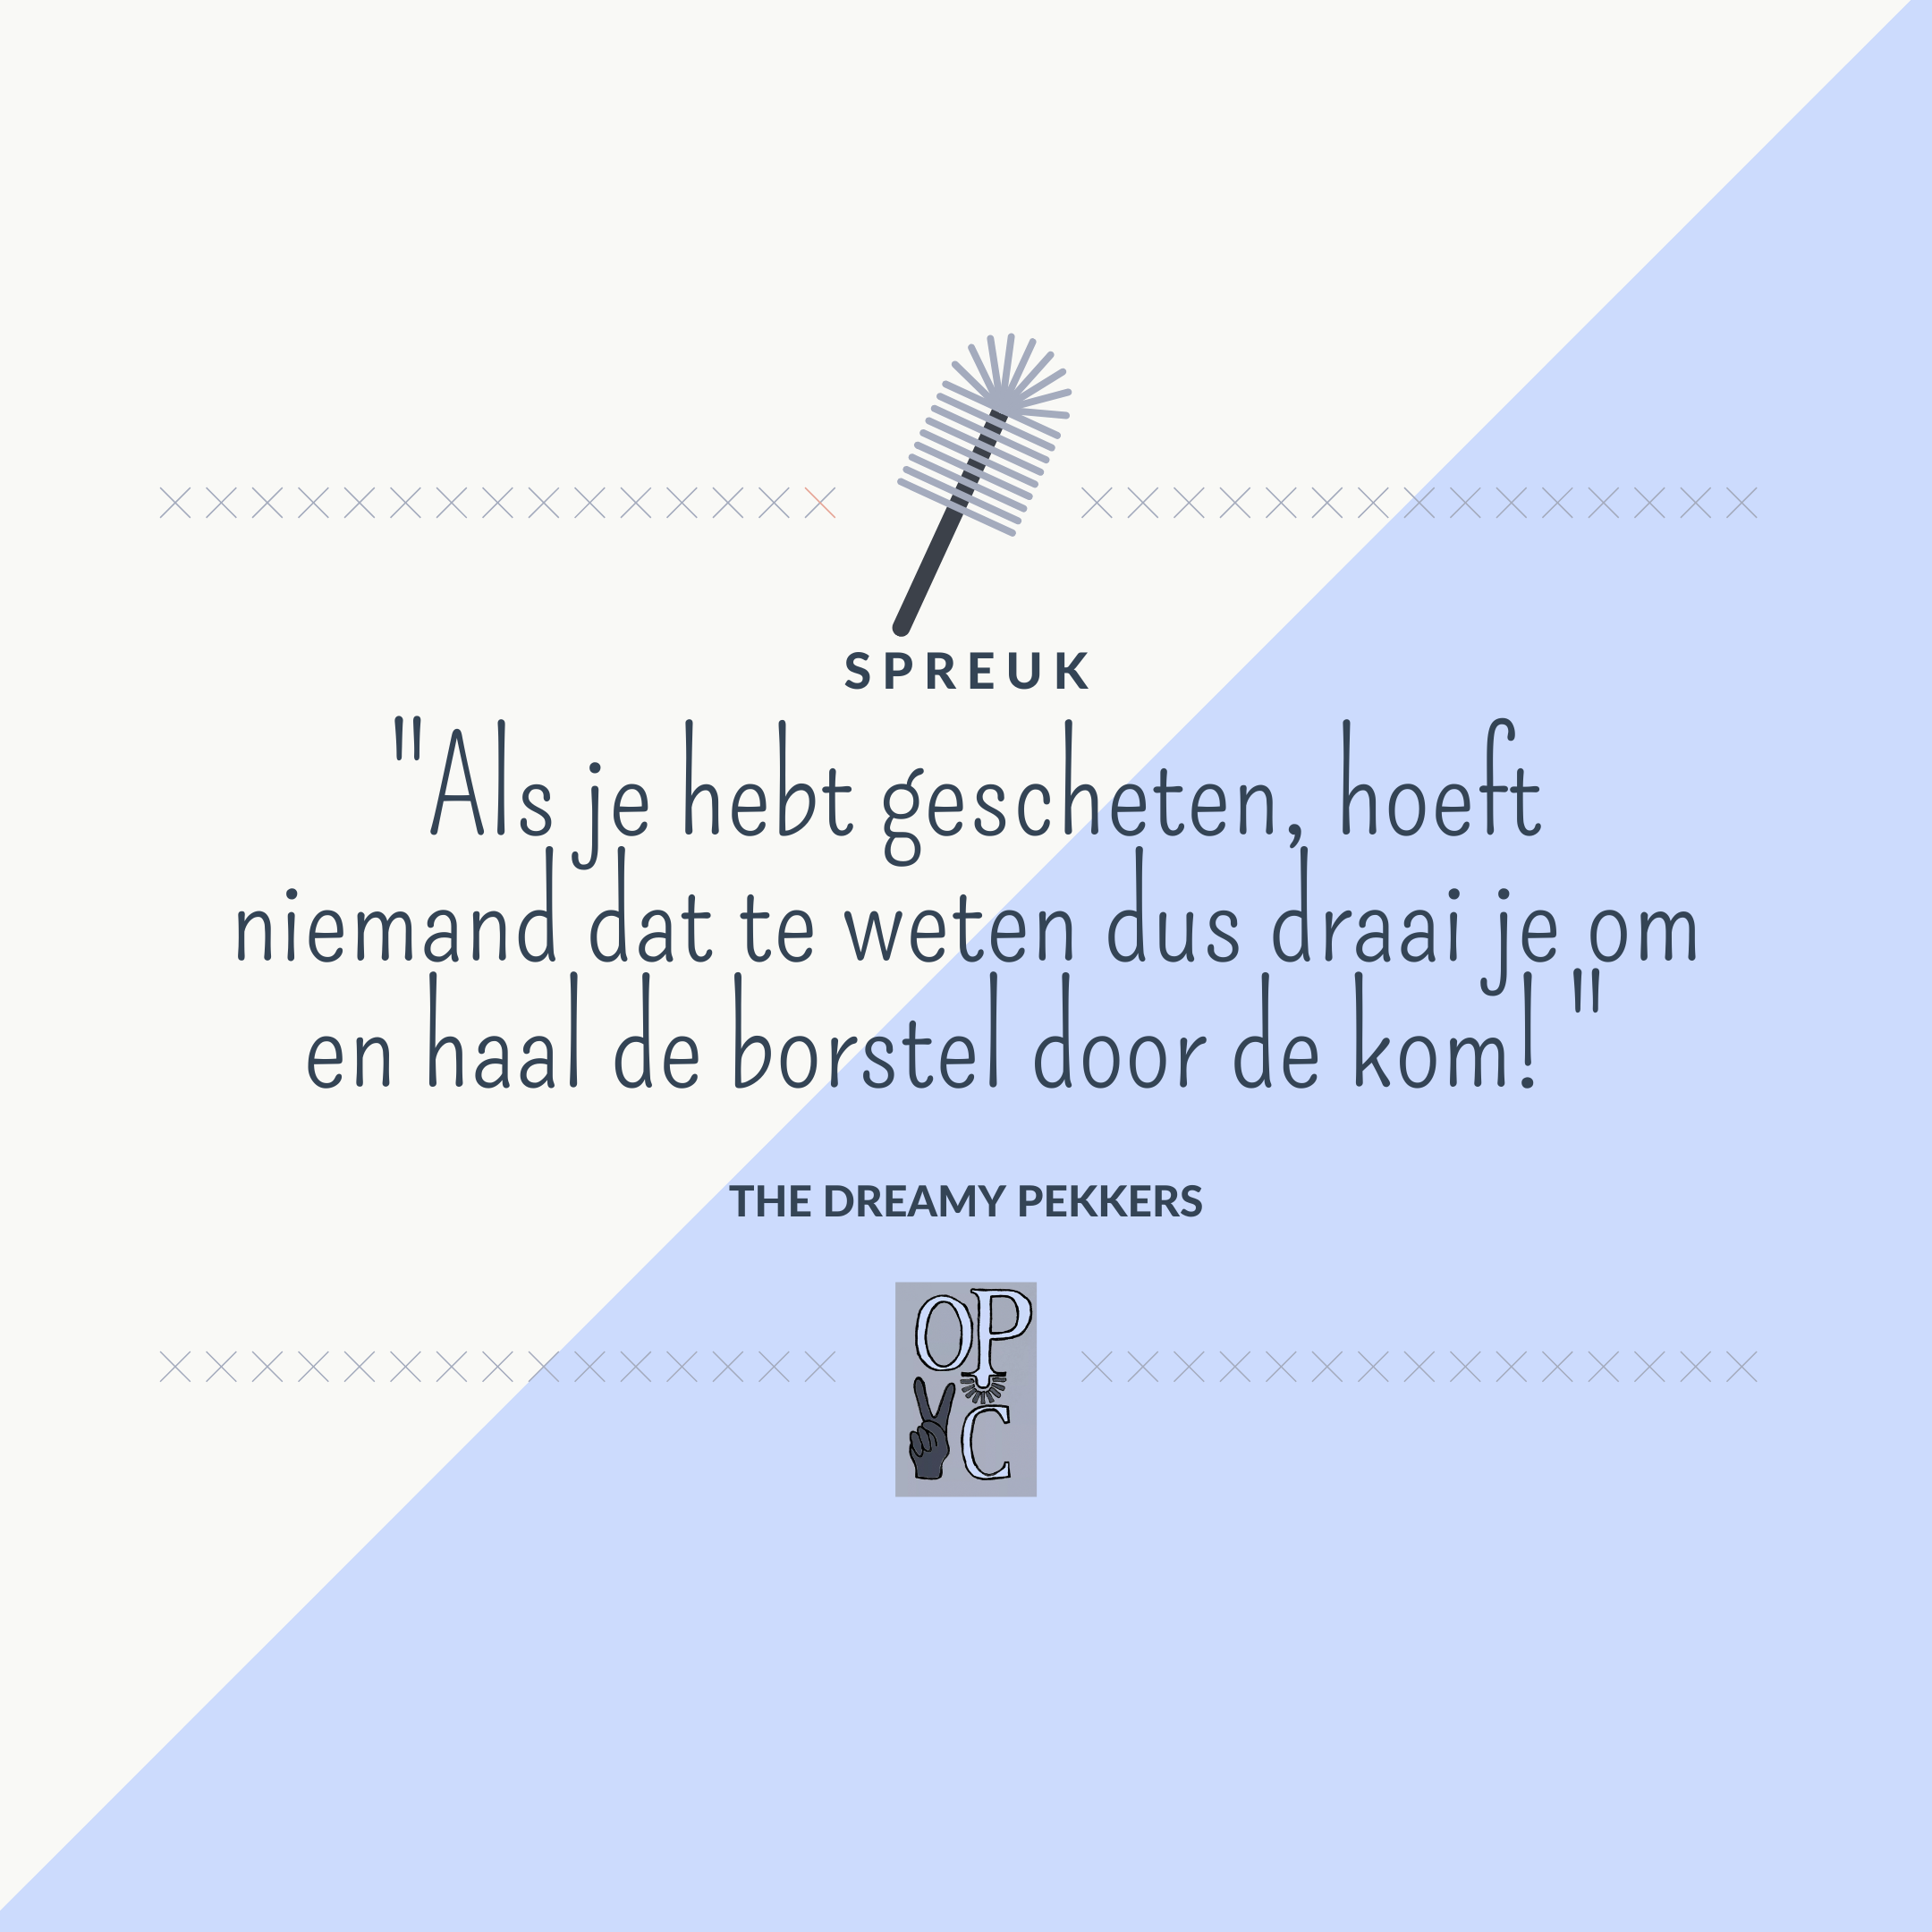 SPREUK
"Als je hebt gescheten, hoeft
niemand dat te weten dus draai je om
en haal de borstel door de kom! "
THE DREAMY PEKKERS
OP
C